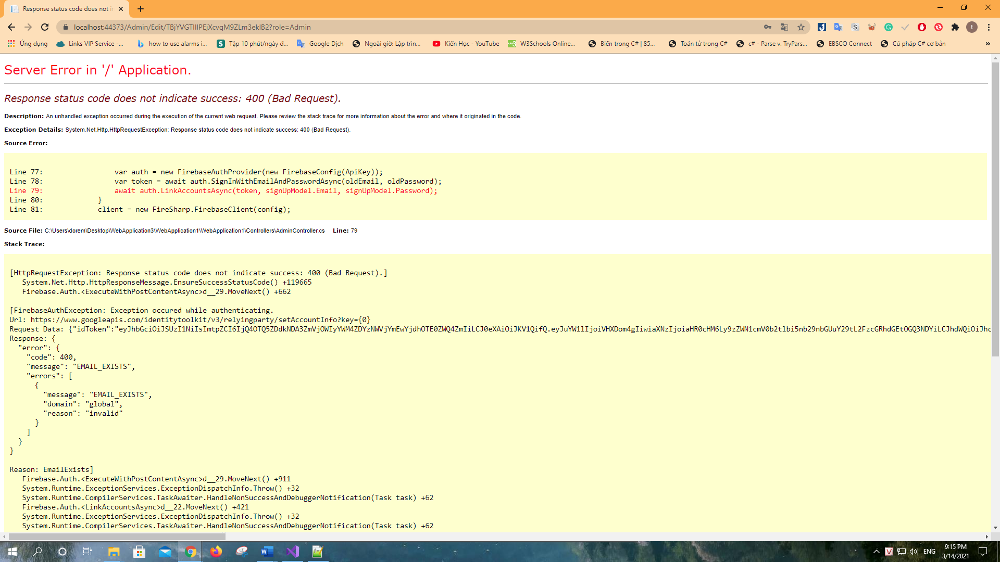 Response status code does not in
localhost:44373/Admin/Edit/TBjYVGTIIIPEjXcvqM9ZLm3ekIB2?role=Admin
Ứng dụng Links VIP Service -... how to use alarms i... Tập 10 phút/ngày đ... Google Dịch Ngoài giờ: Lập trìn... Kiến Học - YouTube W3Schools Online... Biến trong C# | 85... Toán tử trong C# c# - Parse v. TryPars... EBSCO Connect Cú pháp C# cơ bản »
Server Error in '/' Application.
Response status code does not indicate success: 400 (Bad Request).
Description: An unhandled exception occurred during the execution of the current web request. Please review the stack trace for more information about the error and where it originated in the code.
Exception Details: System.Net.Http.HttpRequestException: Response status code does not indicate success: 400 (Bad Request).
Source Error:
Line 77: var auth = new FirebaseAuthProvider(new FirebaseConfig(ApiKey));
Line 78: var token = await auth.SignInWithEmailAndPasswordAsync(oldEmail, oldPassword);
Line 79: await auth.LinkAccountsAsync(token, signUpModel.Email, signUpModel.Password);
Line 80: }
Line 81: client = new FireSharp.FirebaseClient(config);
Source File: C:\Users\dorem\Desktop\WebApplication3\WebApplication1\WebApplication1\Controllers\AdminController.cs Line: 79
Stack Trace:
[HttpRequestException: Response status code does not indicate success: 400 (Bad Request).]
System.Net.Http.HttpResponseMessage.EnsureSuccessStatusCode() +119665
Firebase.Auth.<ExecuteWithPostContentAsync>d__29.MoveNext() +662
[FirebaseAuthException: Exception occured while authenticating.
Url: https://www.googleapis.com/identitytoolkit/v3/relyingparty/setAccountInfo?key={0}
Request Data: {"idToken":"eyJhbGciOiJSUzI1NiIsImtpZCI6IjQ4OTQ5ZDdkNDA3ZmVjOWIyYWM4ZDYzNWVjYmEwYjdhOTE0ZWQ4ZmIiLCJ0eXAiOiJKV1QifQ.eyJuYW1lIjoiVHXDom4gIiwiaXNzIjoiaHR0cHM6Ly9zZWN1cmV0b2tlbi5nb29nbGUuY29tL2FzcGRhdGEtOGQ3NDYiLCJhdWQiOiJhc
Response: {
"error": {
"code": 400,
"message": "EMAIL_EXISTS",
"errors": [
{
"message": "EMAIL_EXISTS",
"domain": "global",
"reason": "invalid"
}
]
}
}
Reason: EmailExists]
Firebase.Auth.<ExecuteWithPostContentAsync>d__29.MoveNext() +911
System.Runtime.ExceptionServices.ExceptionDispatchInfo.Throw() +32
System.Runtime.CompilerServices.TaskAwaiter.HandleNonSuccessAndDebuggerNotification(Task task) +62
Firebase.Auth.<LinkAccountsAsync>d__22.MoveNext() +421
System.Runtime.ExceptionServices.ExceptionDispatchInfo.Throw() +32
System.Runtime.CompilerServices.TaskAwaiter.HandleNonSuccessAndDebuggerNotification(Task task) +62
ENG
9:15 PM
3/14/2021